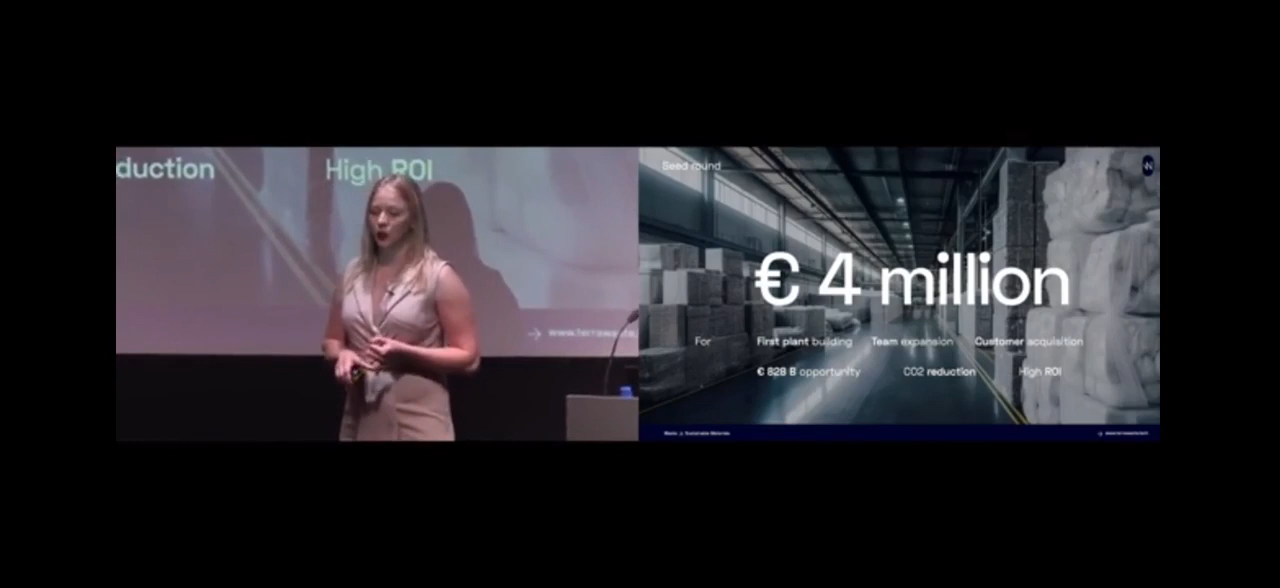 duction
High ROI
Seed round
€ 4 million
For
First plant building
Team expansion
Customer acquisition
€ 828 B opportunity
CO2 reduction
High ROI